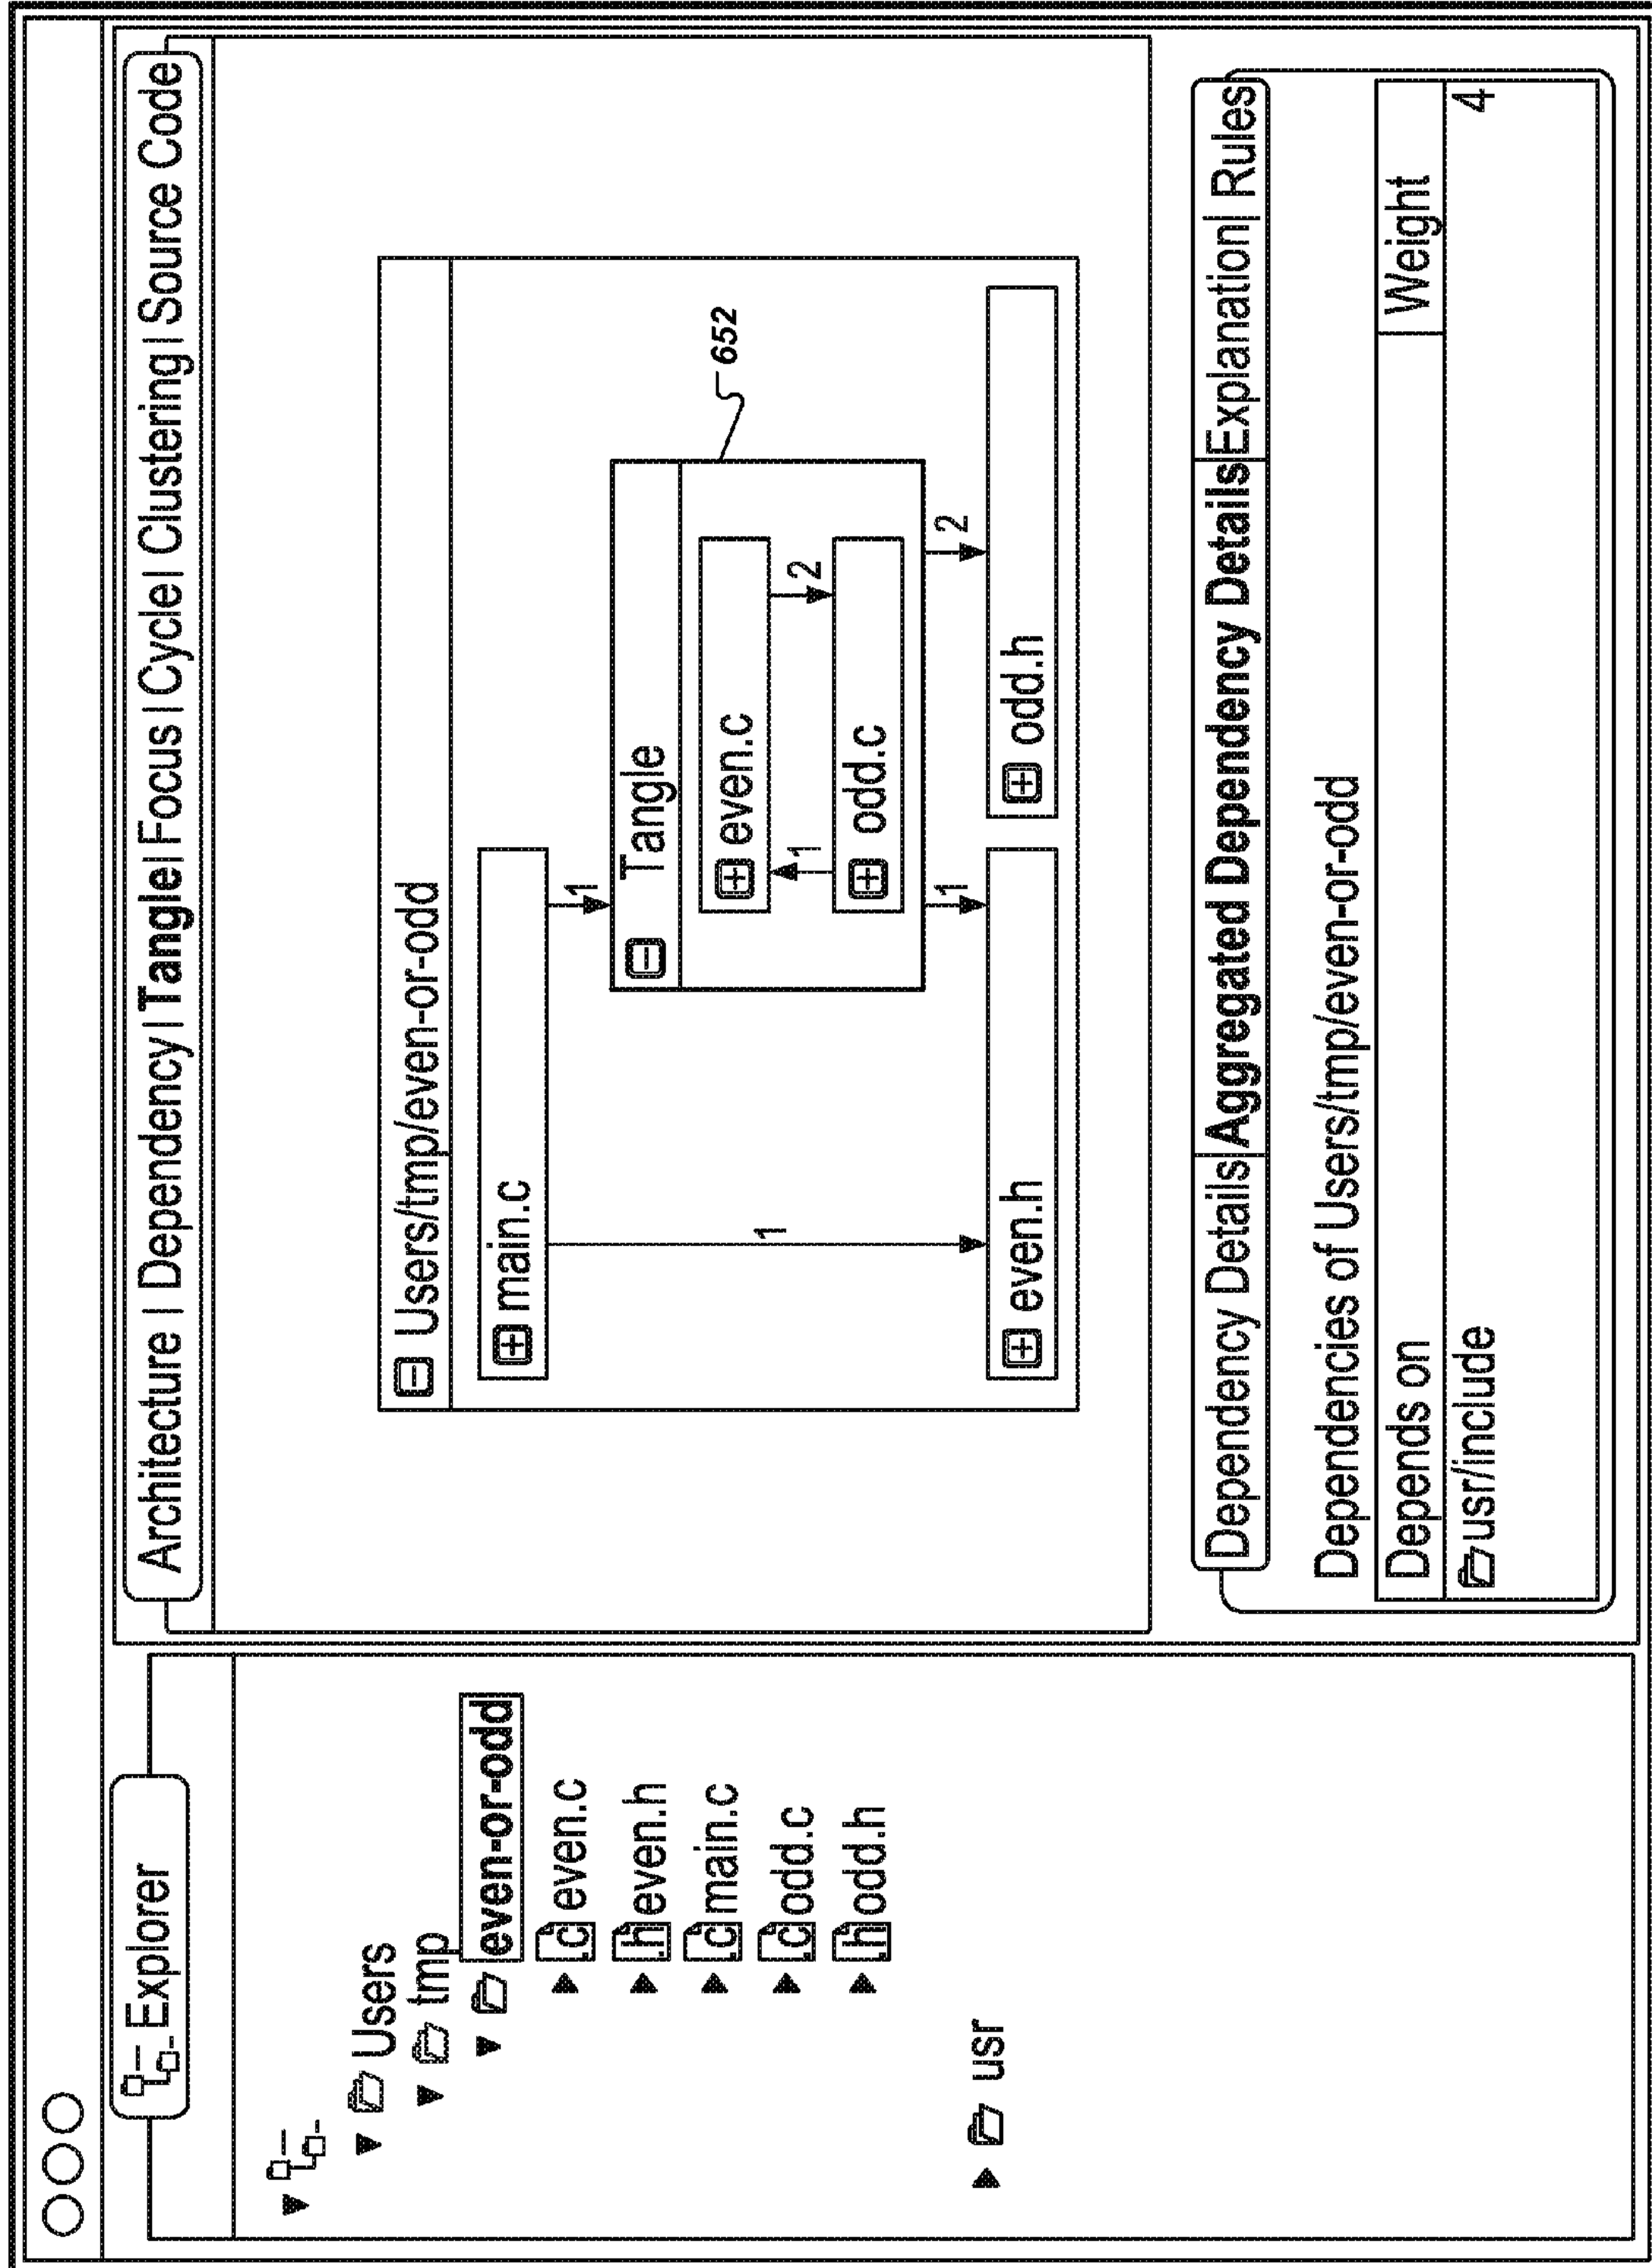 Explorer
Users
tmp
even-or-odd
.c even.c
.h even.h
.c main.c
.c odd.c
.h odd.h
usr
Architecture | Dependency | Tangle | Focus | Cycle | Clustering | Source Code
Users/tmp/even-or-odd
main.c
1
Tangle
even.c
1
2
odd.c
652
1
1
2
even.h
odd.h
Dependency Details Aggregated Dependency Details Explanation | Rules
Dependencies of Users/tmp/even-or-odd
Depends on Weight
usr/include 4